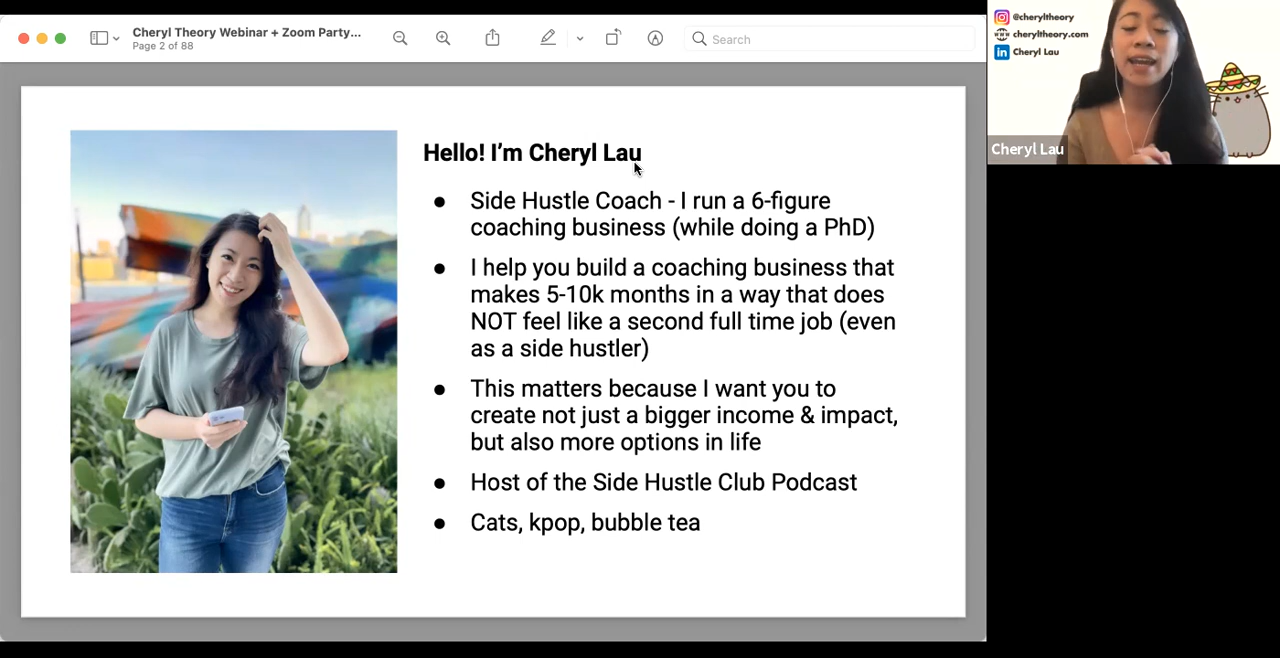 Cheryl Theory Webinar + Zoom Party...
Page 2 of 88
Search
@cheryltheory
cheryltheory.com
in Cheryl Lau
Cheryl Lau
Hello! I’m Cheryl Lau
● Side Hustle Coach - I run a 6-figure
coaching business (while doing a PhD)
● I help you build a coaching business that
makes 5-10k months in a way that does
NOT feel like a second full time job (even
as a side hustler)
● This matters because I want you to
create not just a bigger income & impact,
but also more options in life
● Host of the Side Hustle Club Podcast
● Cats, kpop, bubble tea